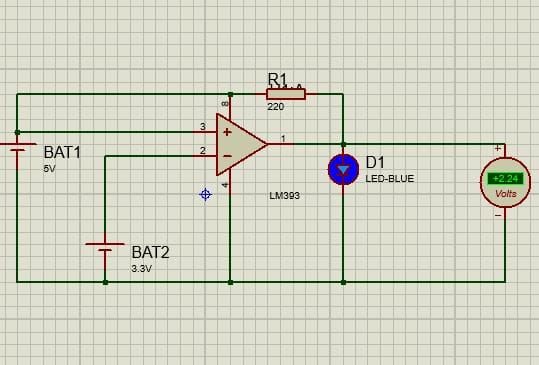 R1
220
8
3
2
1
4
+
−
BAT1
5V
D1
LED-BLUE
LM393
BAT2
3.3V
+
+2.24
Volts
−